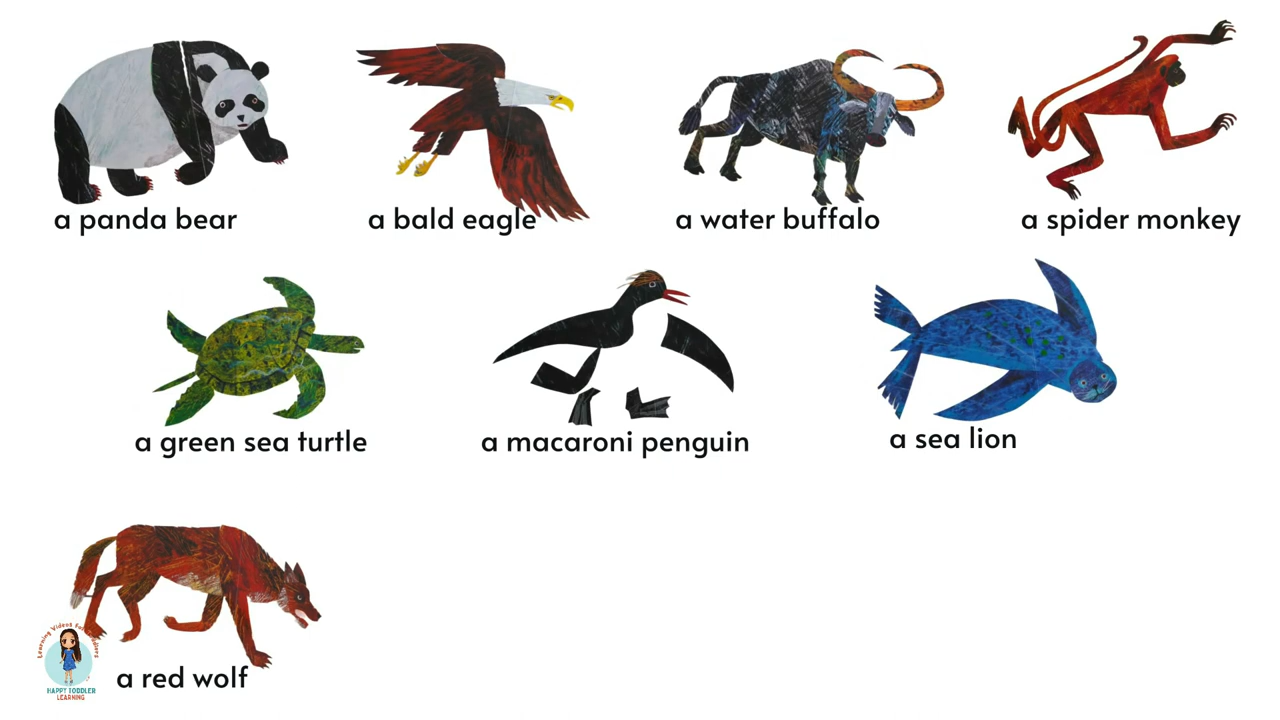 a panda bear
a bald eagle
a water buffalo
a spider monkey
a green sea turtle
a macaroni penguin
a sea lion
a red wolf
HAPPY TODDLER
LEARNING